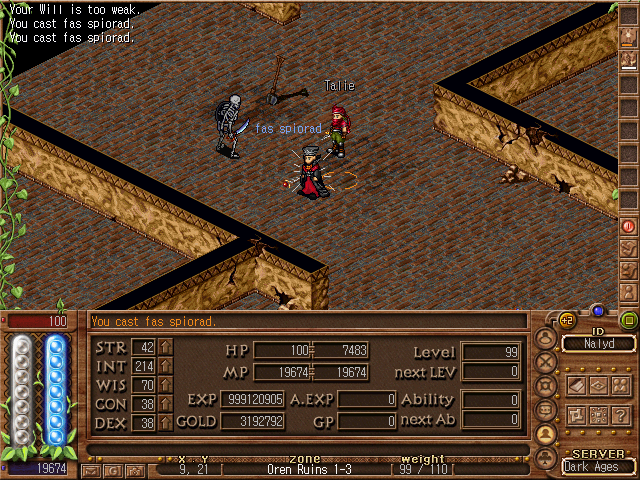 Your Will is too weak.
You cast fas spiorad.
You cast fas spiorad.
Talie
fas spiorad
100
You cast fas spiorad.
+2
ID
Nalyd
STR 42
INT 214
WIS 70
CON 38
DEX 38
HP 100 7483
MP 19674 19674
EXP 999120905
GOLD 3192792
A.EXP 0
GP 0
Level 99
next LEV 0
Ability 0
next Ab 0
?
19674
G
x Y zone weight
9, 21 Oren Ruins 1-3 99 / 110
SERVER
Dark Ages